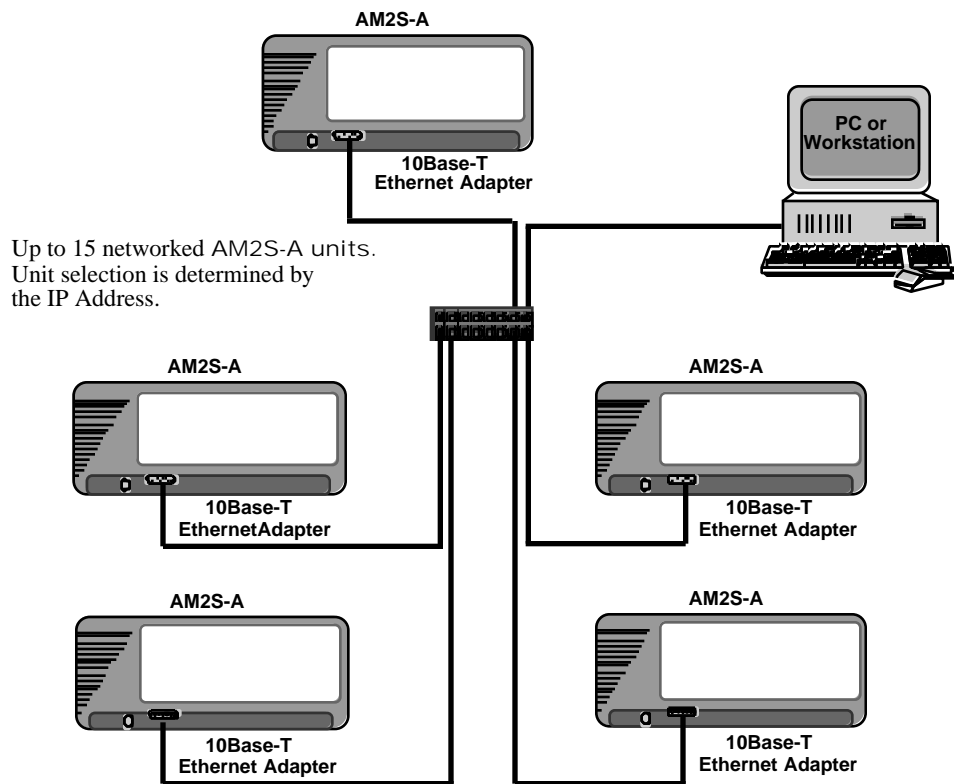 AM2S-A
10Base-T
Ethernet Adapter
PC or
Workstation
Up to 15 networked AM2S-A units.
Unit selection is determined by
the IP Address.
AM2S-A
10Base-T
EthernetAdapter
AM2S-A
10Base-T
Ethernet Adapter
AM2S-A
10Base-T
Ethernet Adapter
AM2S-A
10Base-T
Ethernet Adapter